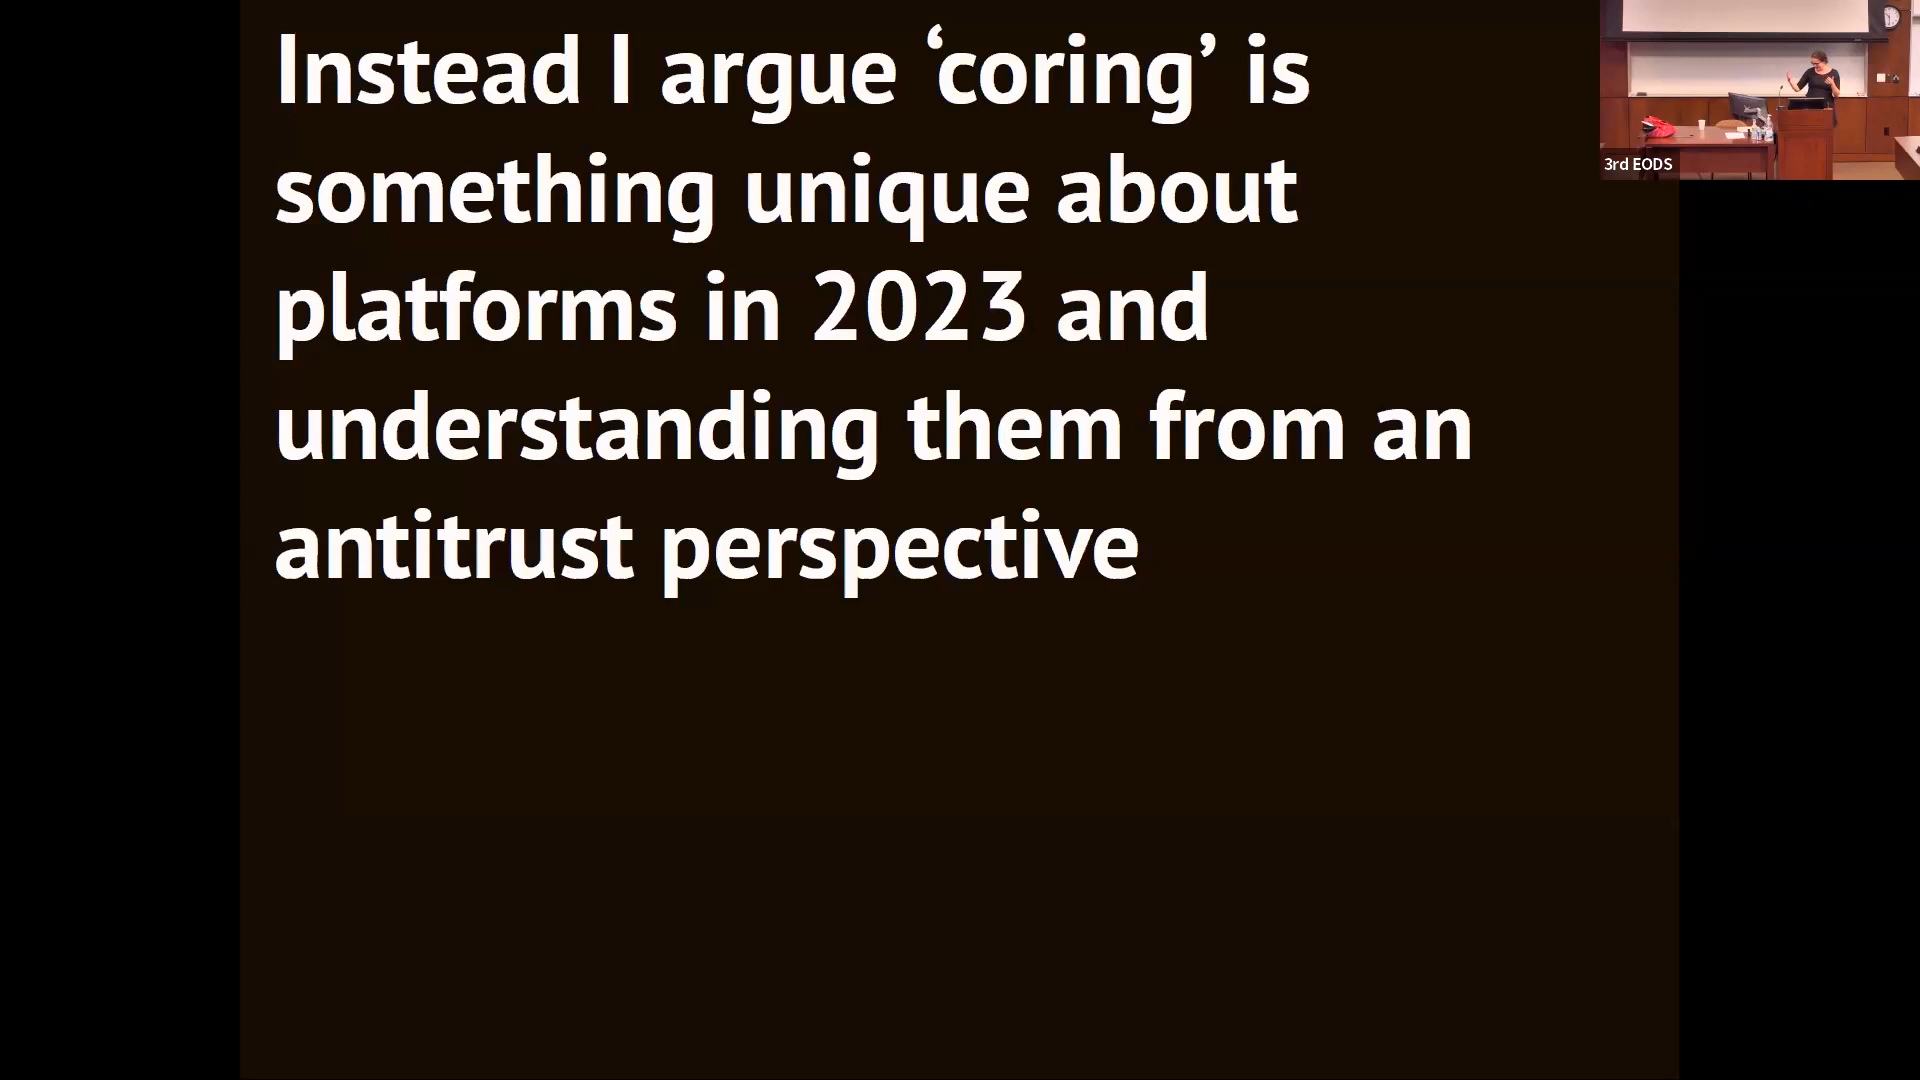 Instead I argue ‘coring’ is
something unique about
platforms in 2023 and
understanding them from an
antitrust perspective
3rd EODS